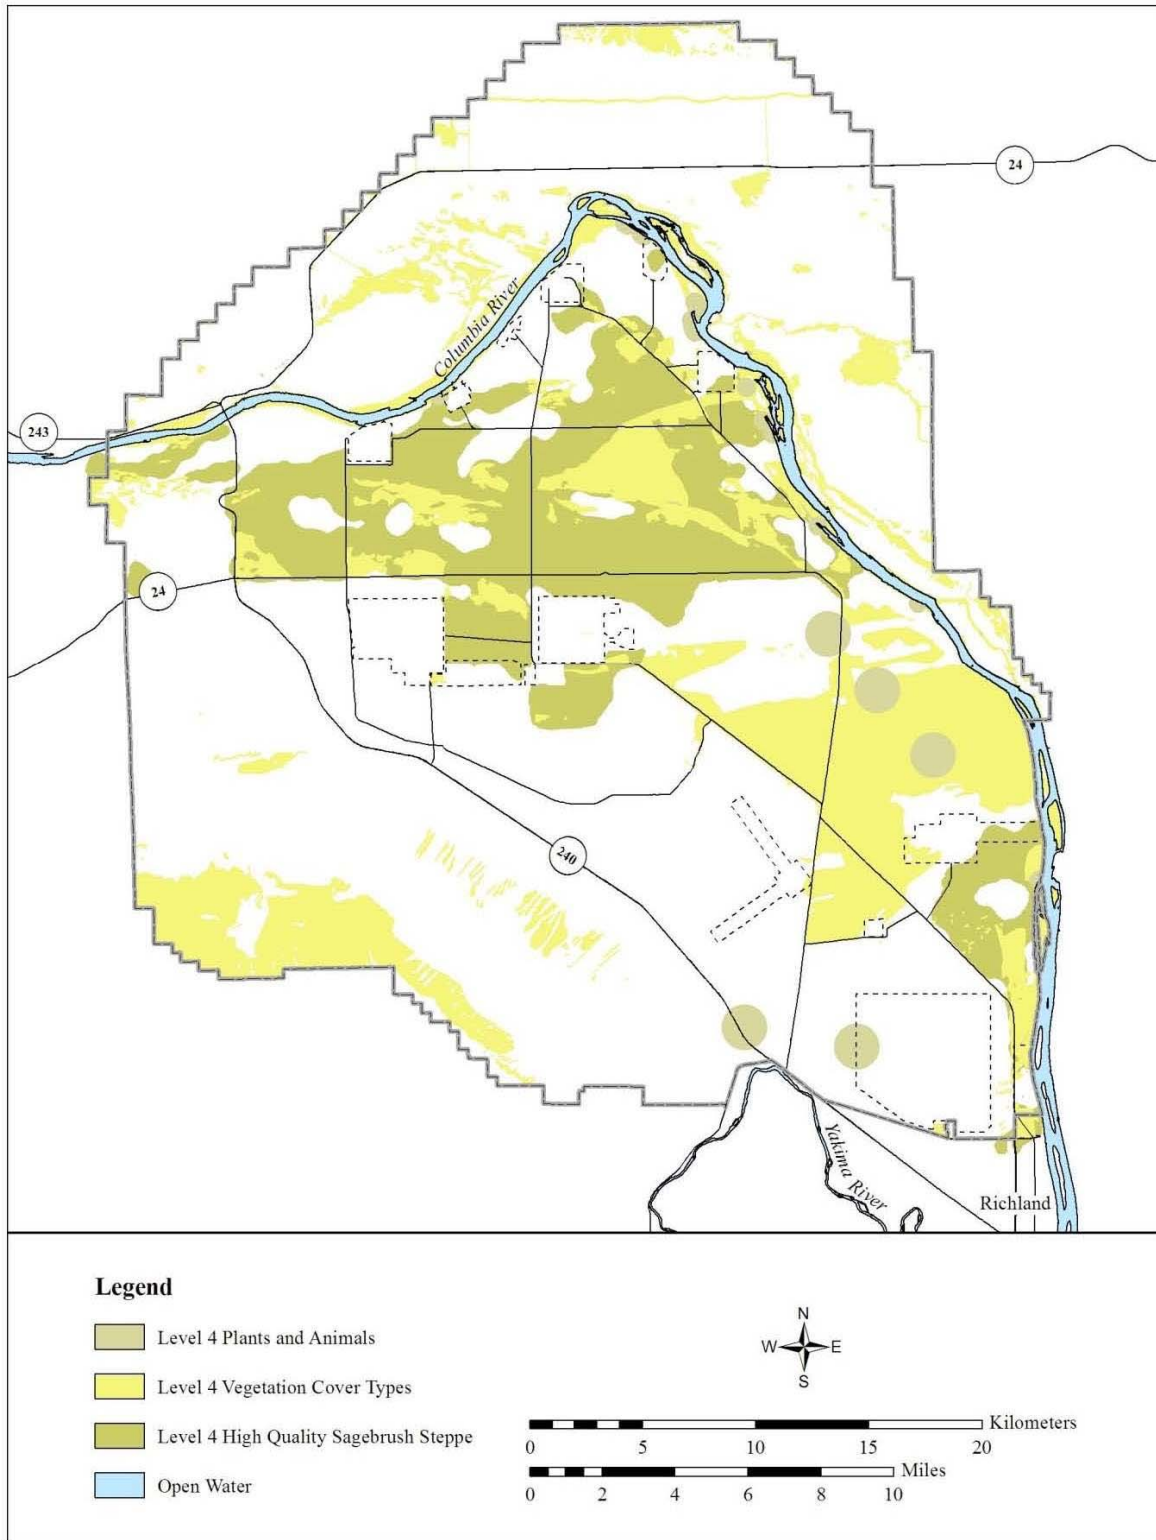 24
Columbia River
243
24
240
Yakima River
Richland
Legend
Level 4 Plants and Animals
Level 4 Vegetation Cover Types
Level 4 High Quality Sagebrush Steppe
Open Water
N
W E
S
Kilometers
0 5 10 15 20
Miles
0 2 4 6 8 10